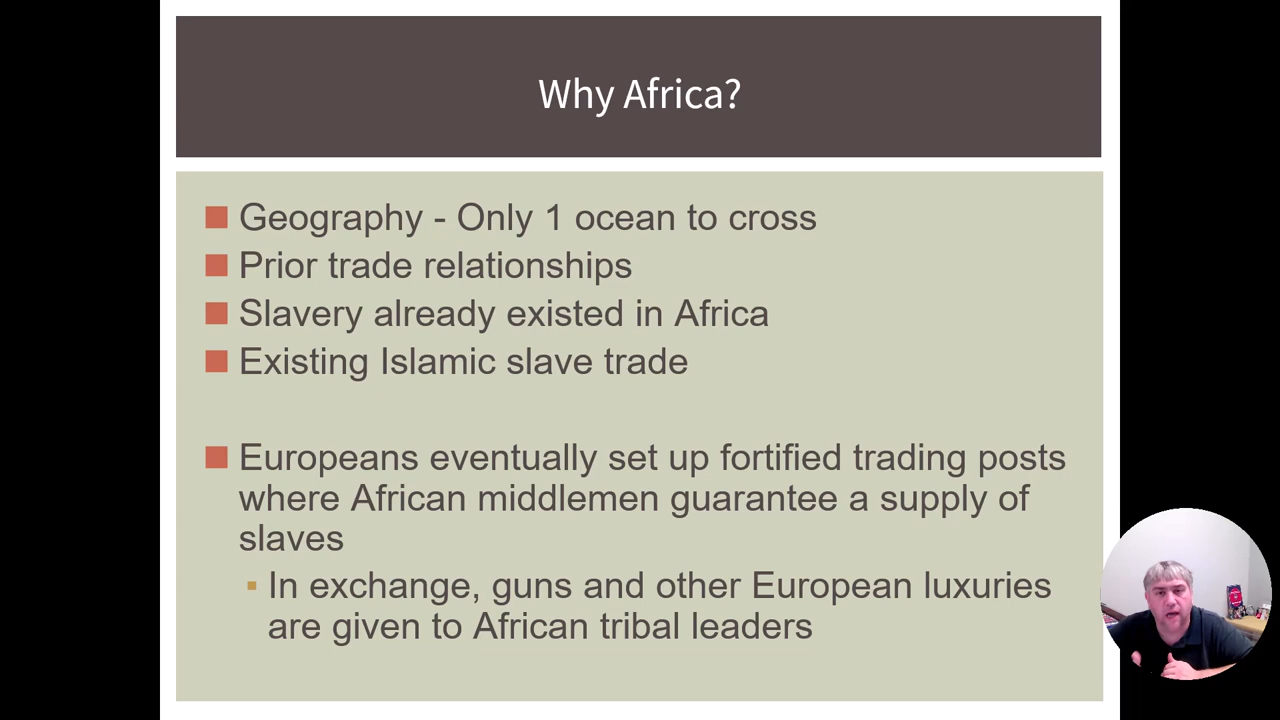 Why Africa?
Geography - Only 1 ocean to cross
Prior trade relationships
Slavery already existed in Africa
Existing Islamic slave trade
Europeans eventually set up fortified trading posts
where African middlemen guarantee a supply of
slaves
In exchange, guns and other European luxuries
are given to African tribal leaders